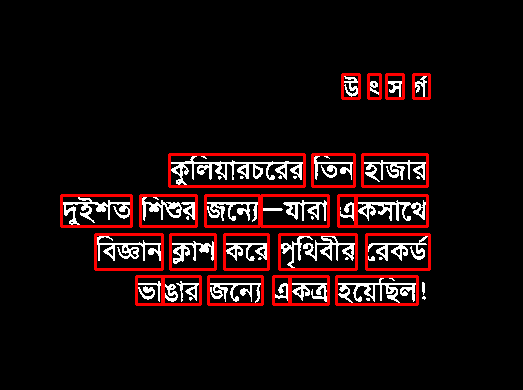 উ ৎ স র্গ
কুলিয়ারচরের তিন হাজার
দুইশত শিশুর জন্যে—যারা একসাথে
বিজ্ঞান ক্লাশ করে পৃথিবীর রেকর্ড
ভাঙার জন্যে একত্র হয়েছিল!